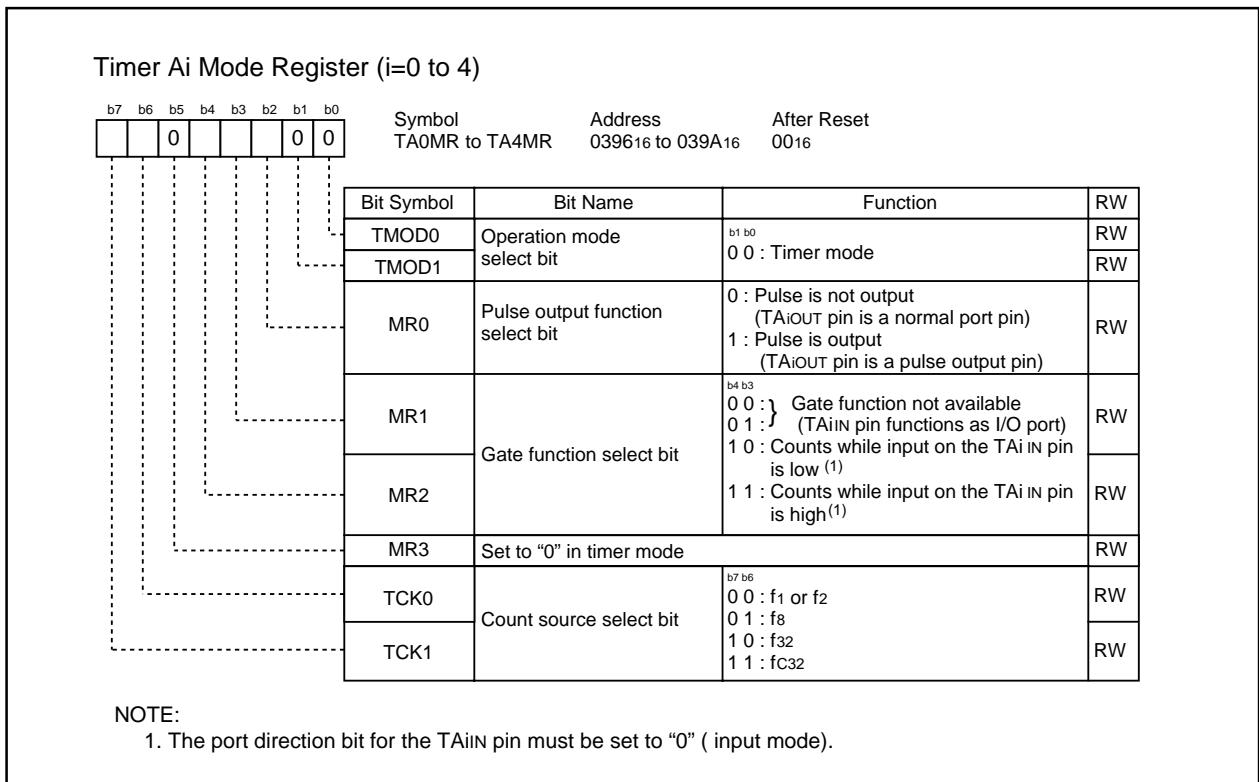 Timer Ai Mode Register (i=0 to 4)
b7 b6 b5 b4 b3 b2 b1 b0
0 0 0
Symbol Address After Reset
TA0MR to TA4MR 039616 to 039A16 0016
Bit Symbol Bit Name Function RW
TMOD0 Operation mode select bit b1 b0 RW
TMOD1 0 0 : Timer mode RW
MR0 Pulse output function select bit 0 : Pulse is not output
(TAiOUT pin is a normal port pin)
1 : Pulse is output
(TAiOUT pin is a pulse output pin) RW
MR1 Gate function select bit b4 b3
0 0 : } Gate function not available
0 1 : (TAiIN pin functions as I/O port) RW
1 0 : Counts while input on the TAi IN pin
is low (1)
MR2 1 1 : Counts while input on the TAi IN pin
is high(1) RW
MR3 Set to “0” in timer mode RW
TCK0 Count source select bit b7 b6
0 0 : f1 or f2 RW
0 1 : f8
TCK1 1 0 : f32
1 1 : fC32 RW
NOTE:
1. The port direction bit for the TAiIN pin must be set to “0” ( input mode).